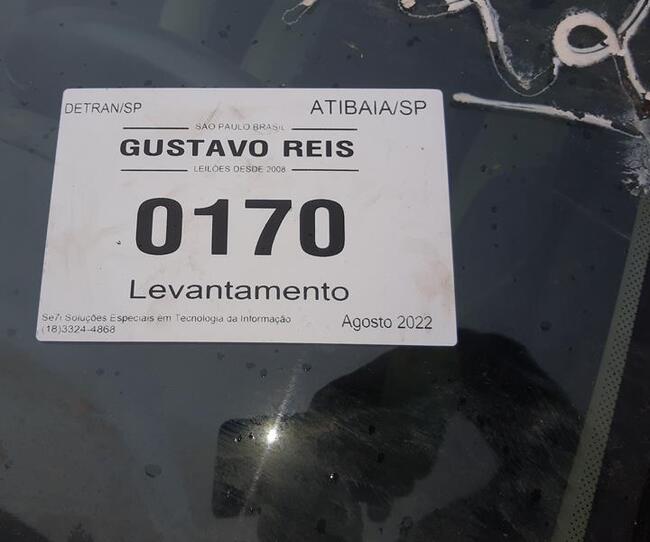 DETRAN/SP ATIBAIA/SP
SÃO PAULO BRASIL
GUSTAVO REIS
LEILÕES DESDE 2008
0170
Levantamento
Se7i Soluções Especiais em Tecnologia da Informação
(18)3324-4868 Agosto 2022